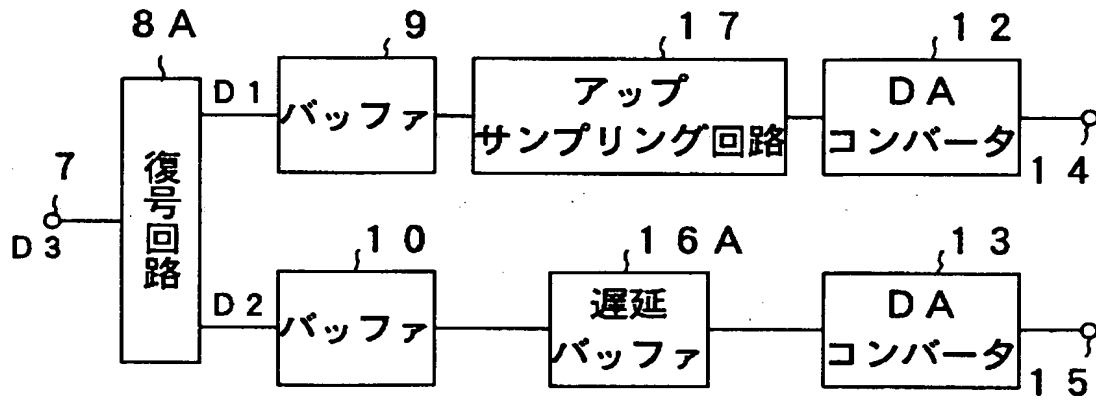 8A
9
17
12
D1
バッファ
アップ
サンプリング回路
DA
コンバータ
7
D3
復号回路
14
10
16A
13
D2
バッファ
遅延
バッファ
DA
コンバータ
15